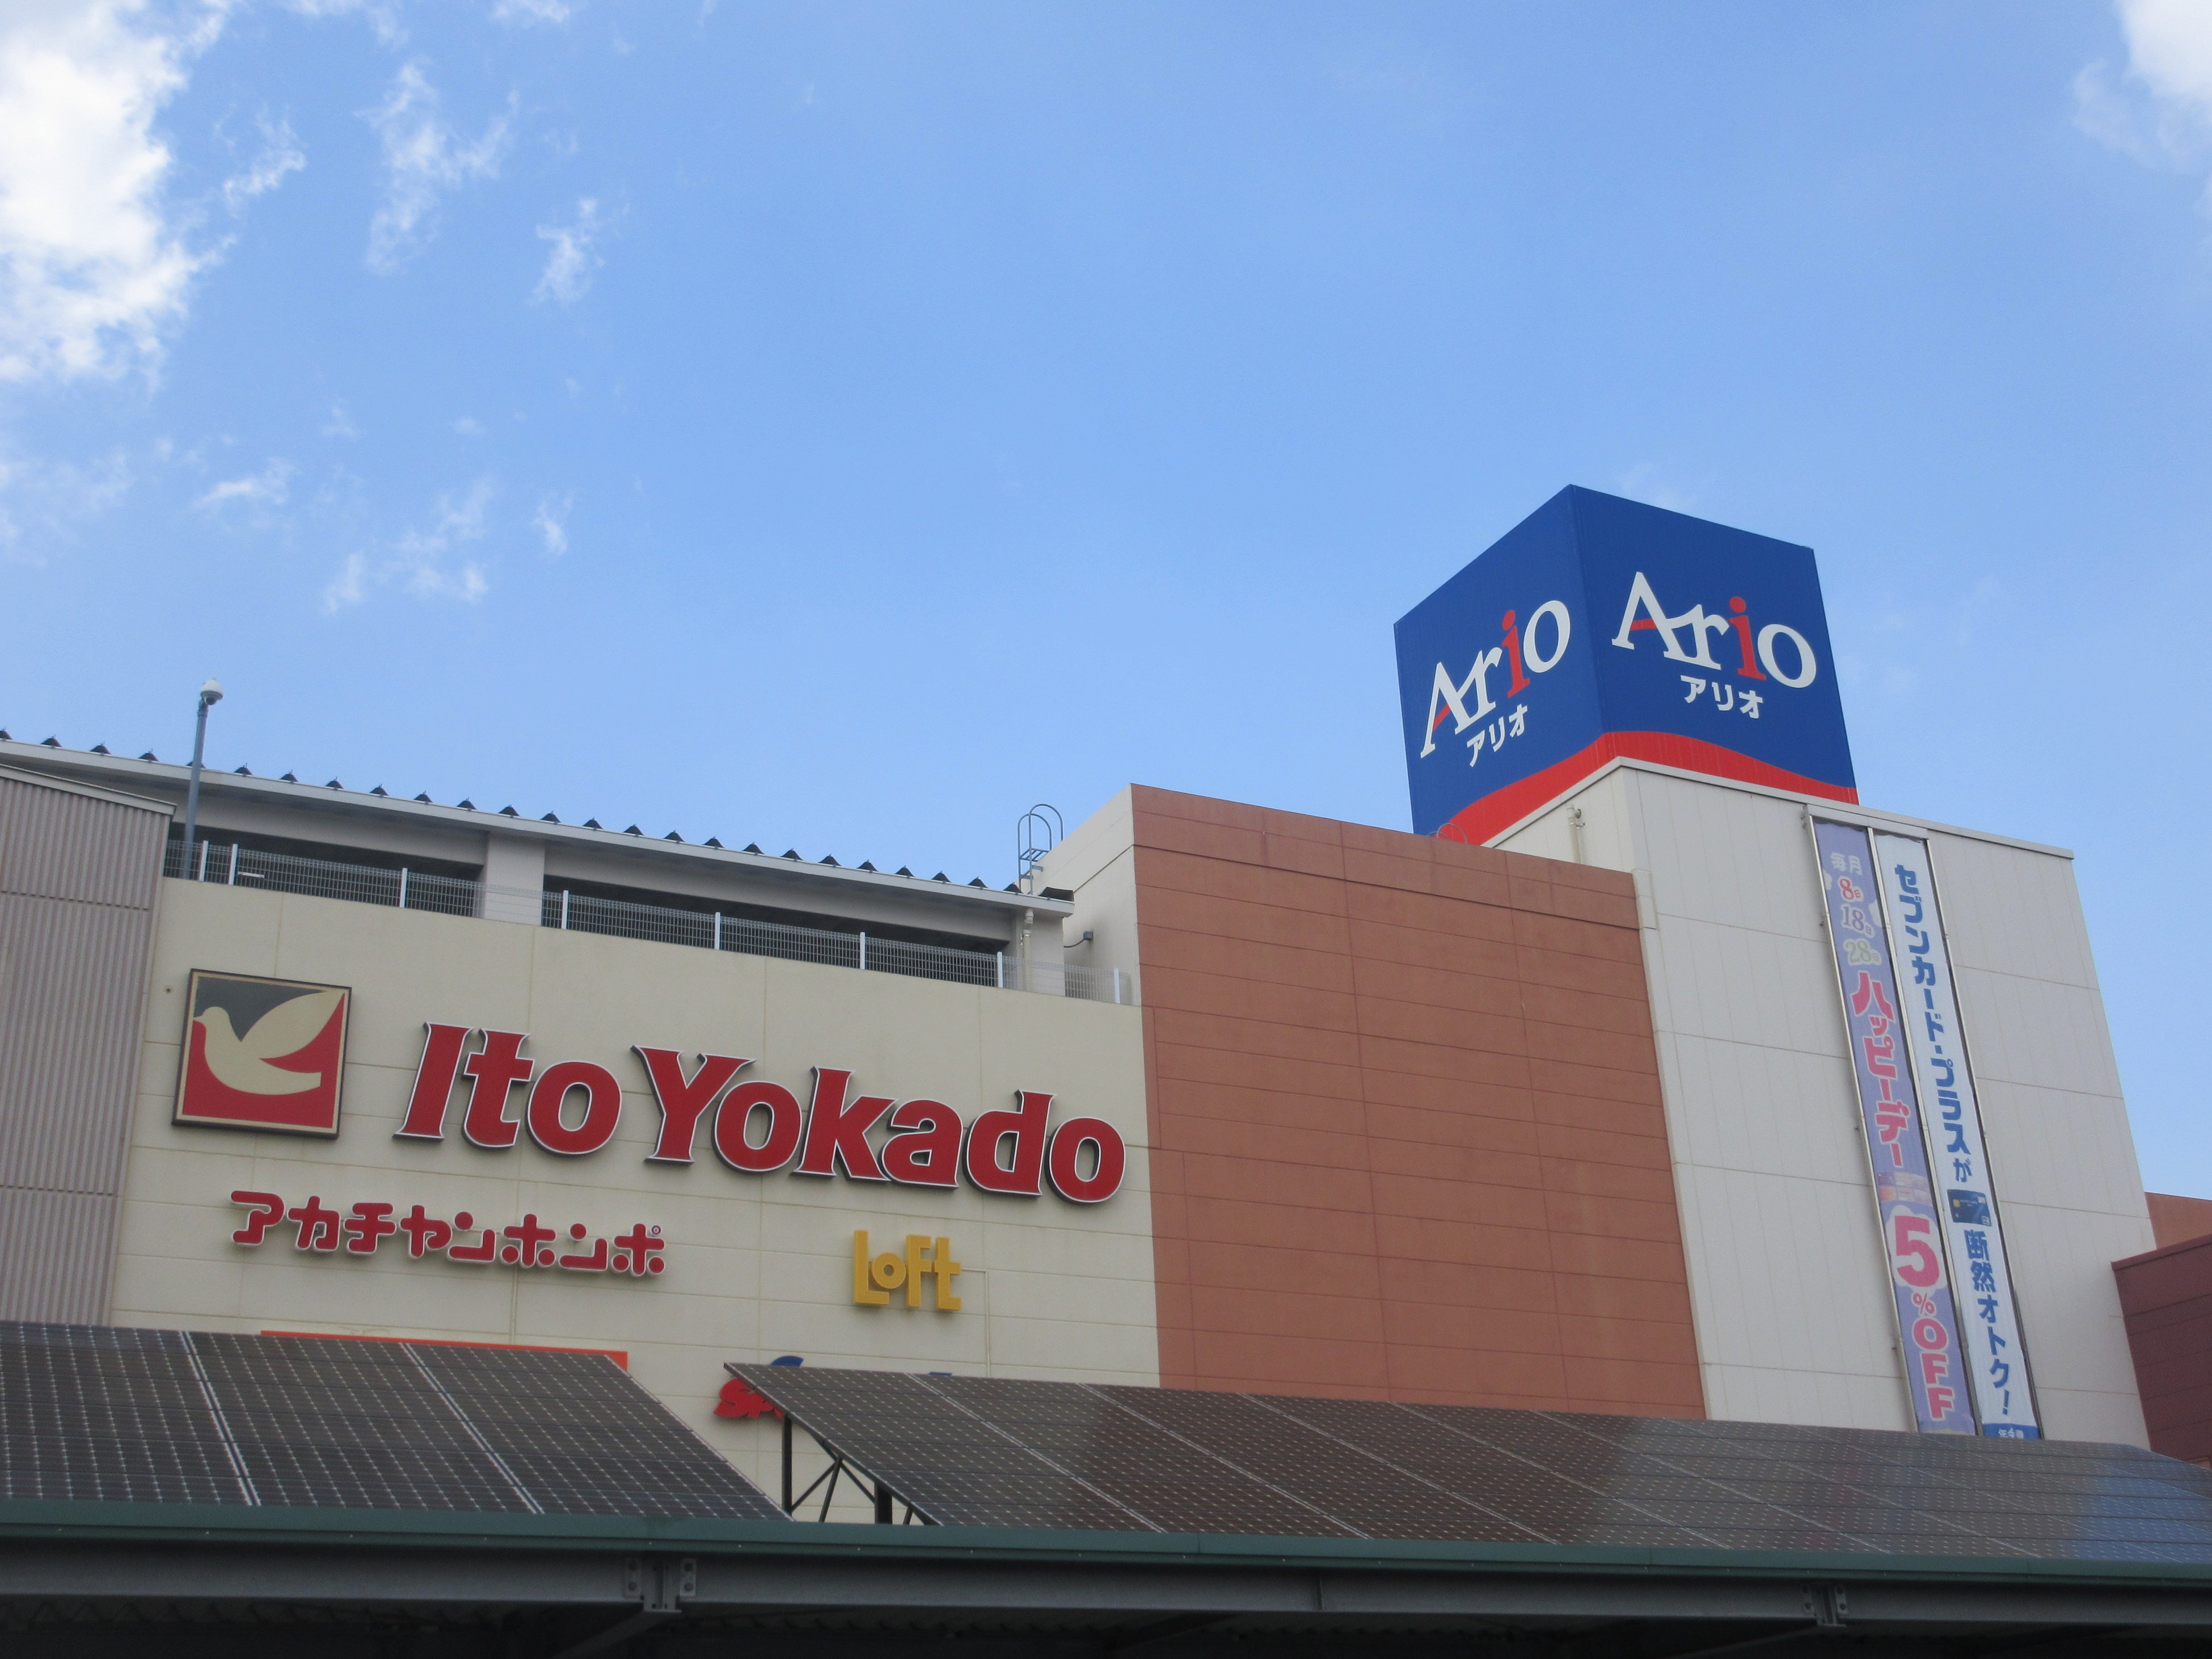 Ario
アリオ
Ario
アリオ
Ito Yokado
アカチャンホンポ
LoFt
毎月
8日
18日
28日
ハッピーデー
5%OFF
セブンカード・プラスが
断然オトク!